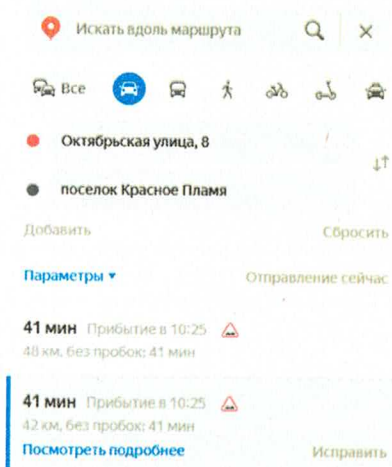 Искать вдоль маршрута
Все
Октябрьская улица, 8
поселок Красное Пламя
Добавить Сбросить
Параметры Отправление сейчас
41 мин Прибытие в 10:25
48 км, без пробок: 41 мин
41 мин Прибытие в 10:25
42 км, без пробок: 41 мин
Посмотреть подробнее Исправить